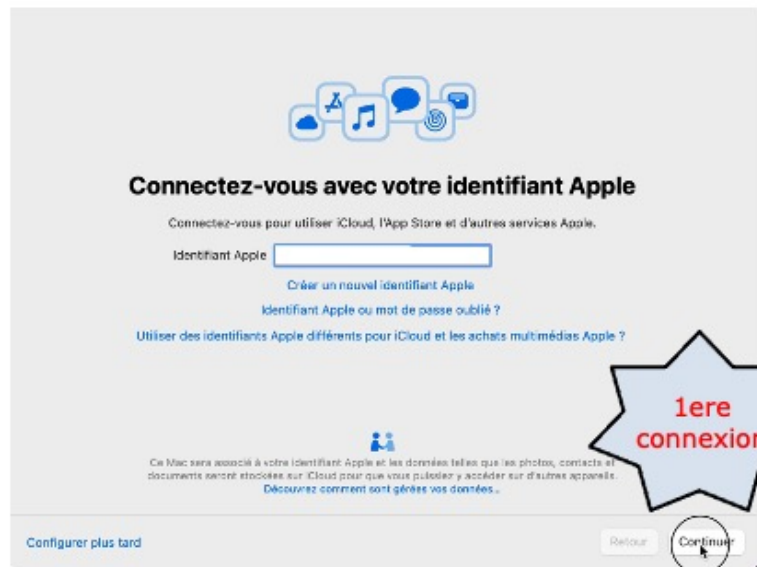 Connectez-vous avec votre identifiant Apple
Connectez-vous pour utiliser iCloud, l'App Store et d'autres services Apple.
Identifiant Apple
Créer un nouvel identifiant Apple
Identifiant Apple ou mot de passe oublié ?
Utiliser des identifiants Apple différents pour iCloud et les achats multimédias Apple ?
1ere
connexion
Ce Mac sera associé à votre identifiant Apple et les données telles que les photos, contacts et
documents seront stockées sur iCloud pour que vous puissiez y accéder sur d'autres appareils.
Découvrez comment sont gérées vos données...
Configurer plus tard
Retour
Continuer